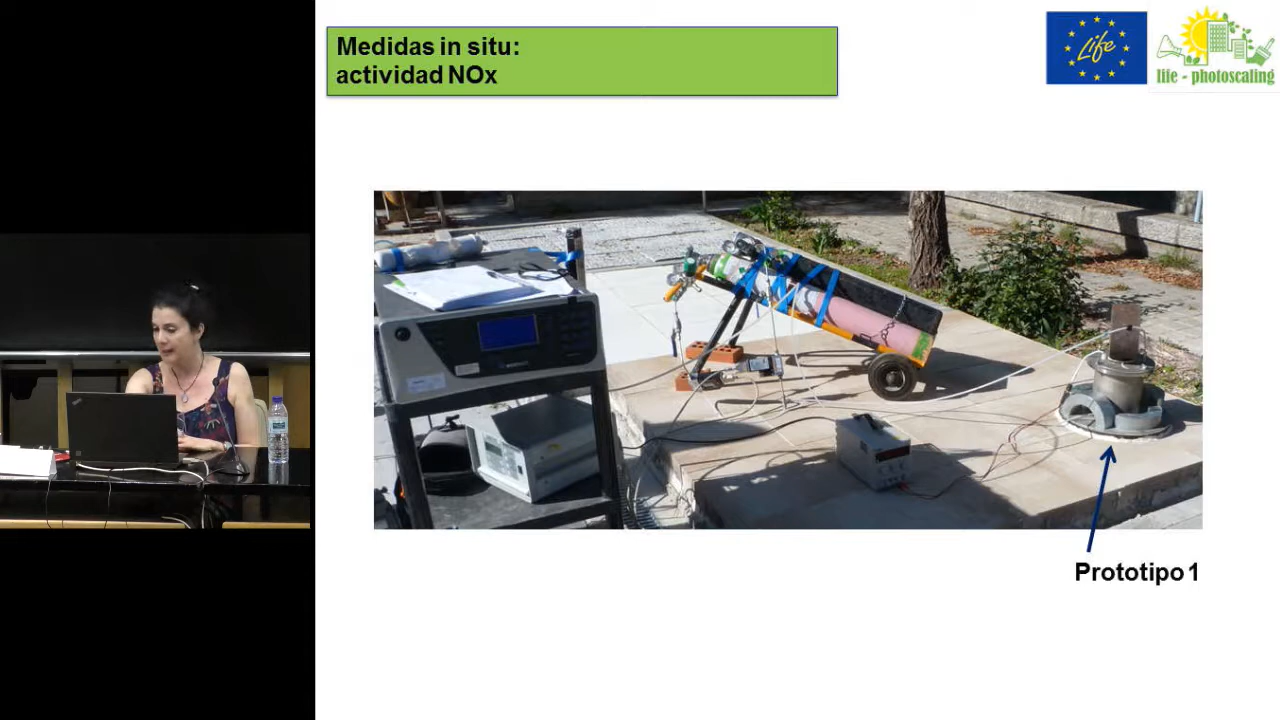 Medidas in situ:
actividad NOx
Life
life - photoscaling
Prototipo 1